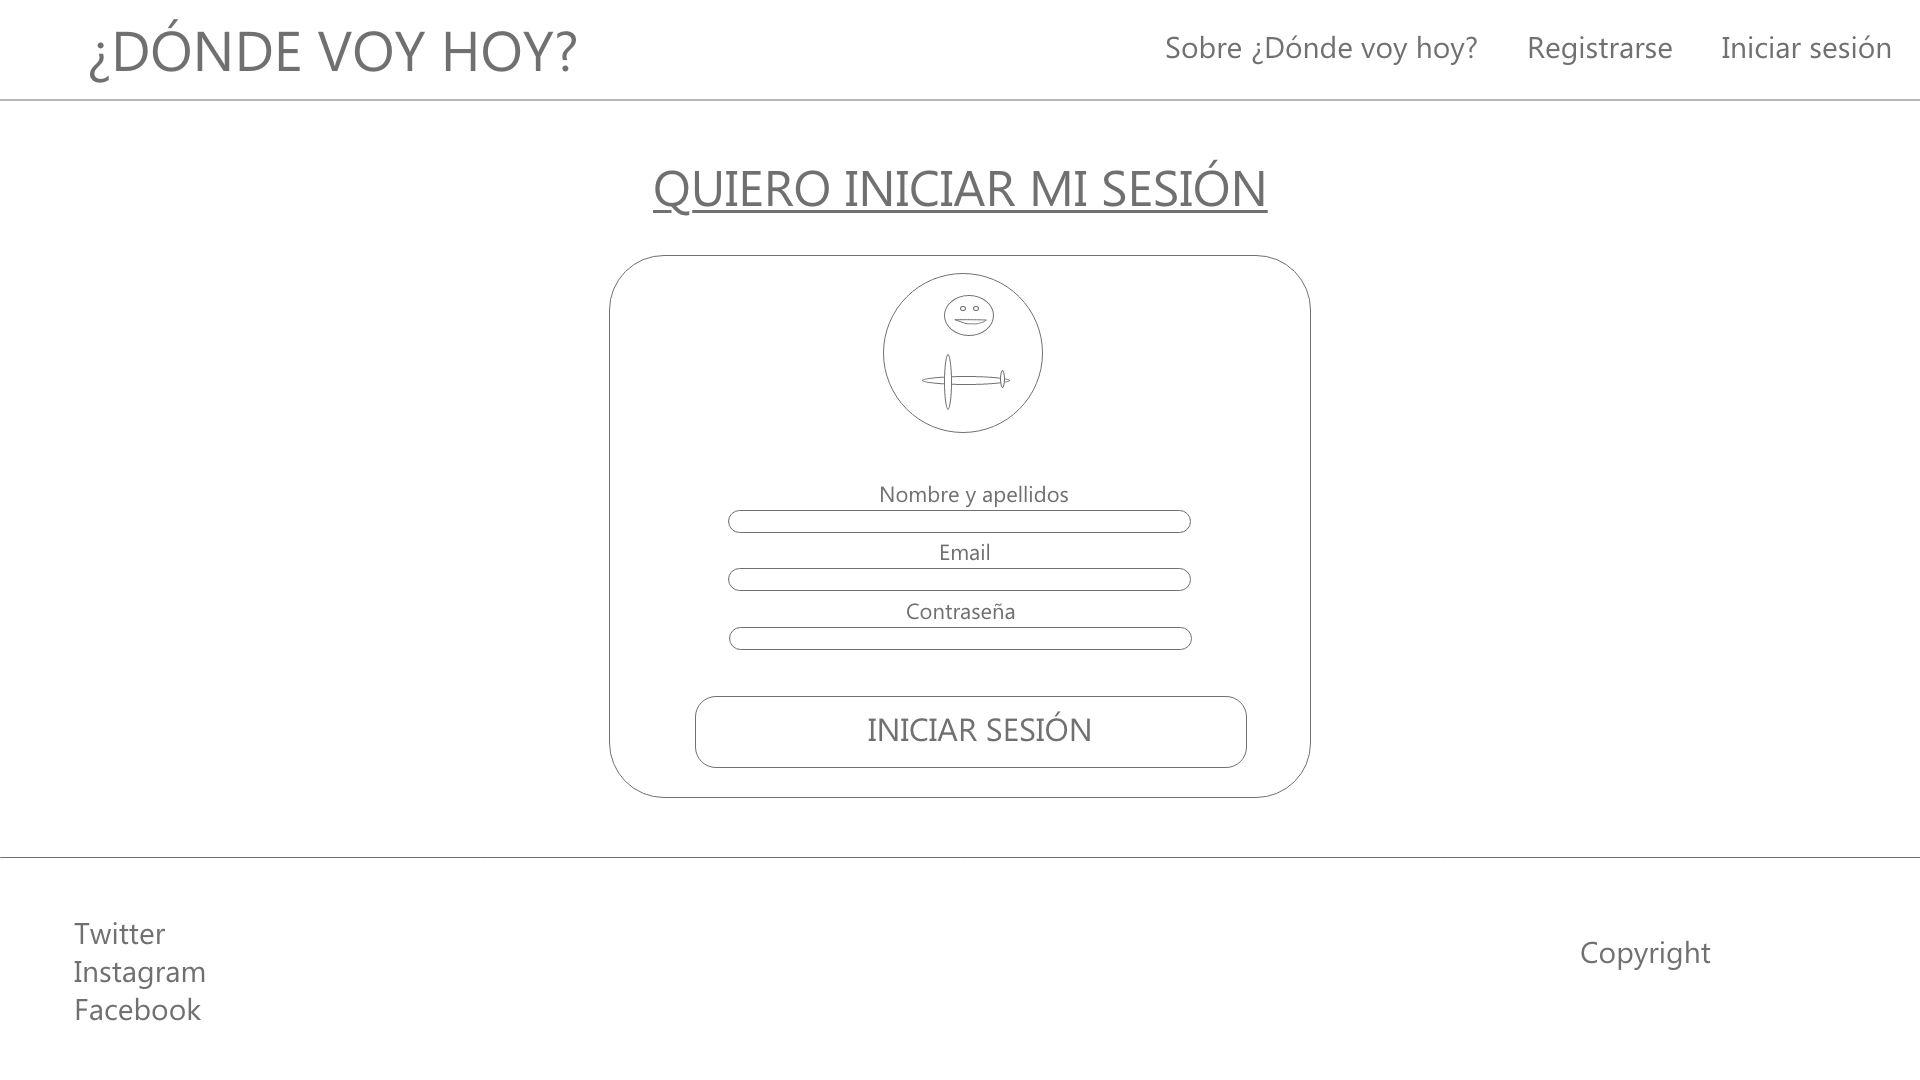 ¿DÓNDE VOY HOY?
Sobre ¿Dónde voy hoy? Registrarse Iniciar sesión
QUIERO INICIAR MI SESIÓN
Nombre y apellidos
Email
Contraseña
INICIAR SESIÓN
Twitter
Instagram
Facebook
Copyright